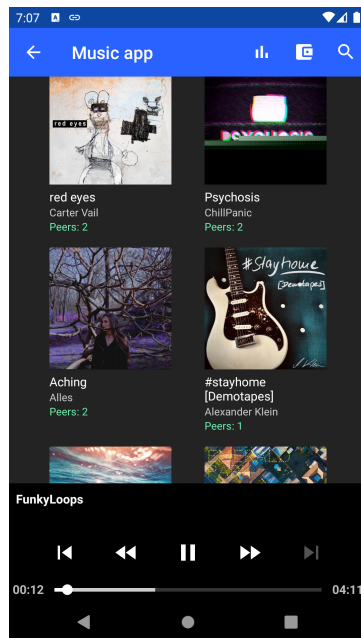 7:07
A
Music app
red eyes
PSYCHOSIS
red eyes
Psychosis
Carter Vail
ChillPanic
Peers: 2
Peers: 2
#Stayhome
[Demotapes]
Aching
#stayhome
[Demotapes]
Alles
Alexander Klein
Peers: 2
Peers: 1
FunkyLoops
00:12
04:11